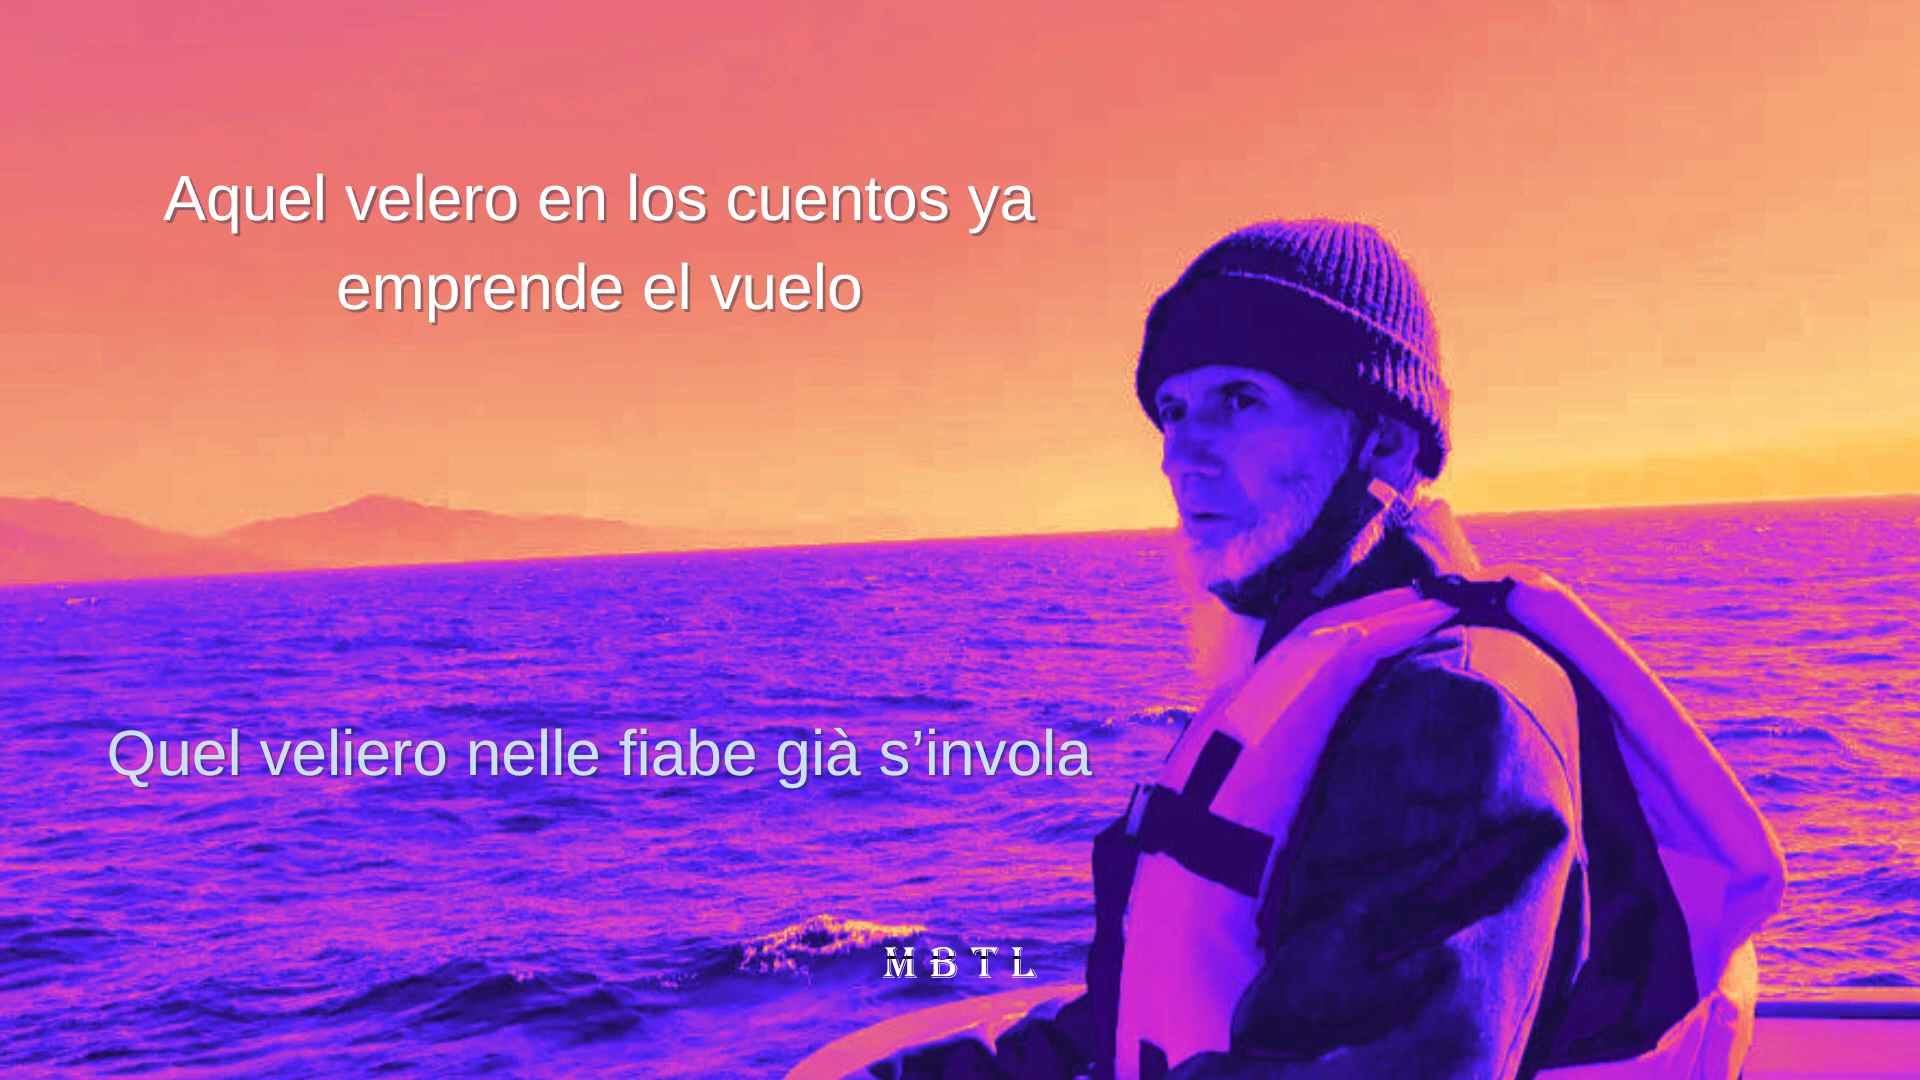 Aquel velero en los cuentos ya
emprende el vuelo
Quel veliero nelle fiabe già s’invola
MBTL